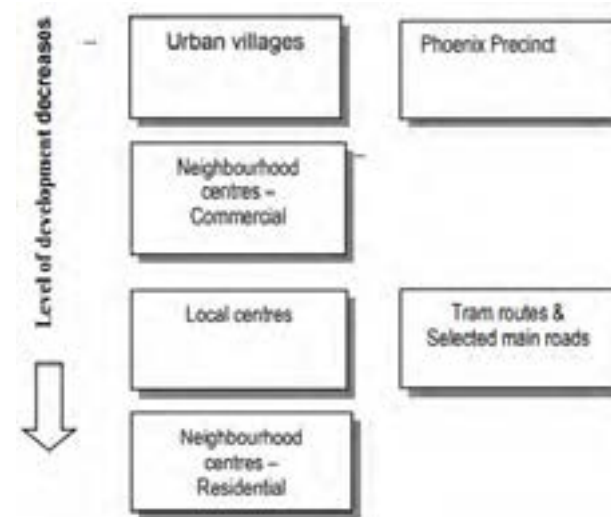 Level of development decreases
Urban villages
Phoenix Precinct
Neighbourhood
centres –
Commercial
Local centres
Tram routes &
Selected main roads
Neighbourhood
centres –
Residential